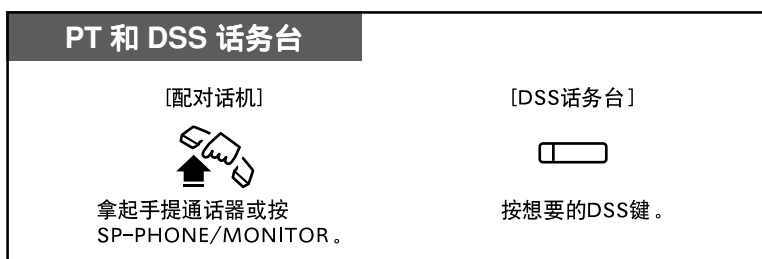 PT 和 DSS 话务台
[配对话机]
[DSS话务台]
拿起手提通话器或按
SP-PHONE/MONITOR。
按想要的DSS键。